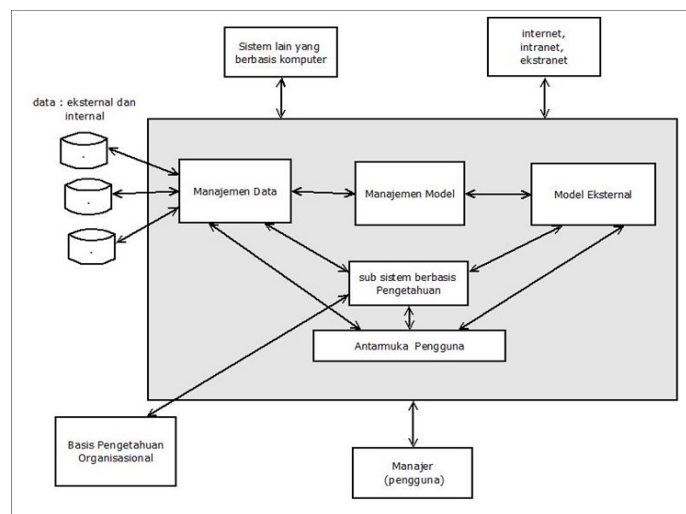 Sistem lain yang
berbasis komputer
internet,
intranet,
ekstranet
data : eksternal dan
internal
Manajemen Data
Manajemen Model
Model Eksternal
sub sistem berbasis
Pengetahuan
Antarmuka Pengguna
Basis Pengetahuan
Organisasional
Manajer
(pengguna)